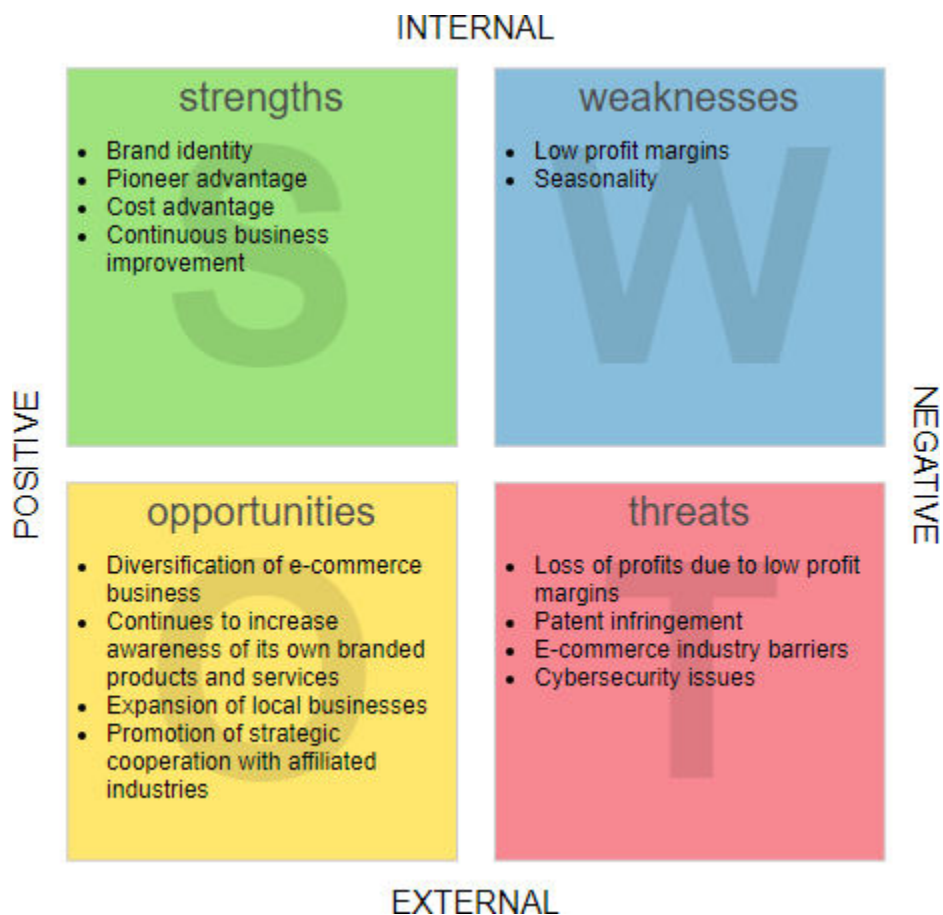 INTERNAL
strengths
• Brand identity
• Pioneer advantage
• Cost advantage
• Continuous business
improvement
S
weaknesses
• Low profit margins
• Seasonality
W
POSITIVE
NEGATIVE
opportunities
• Diversification of e-commerce
business
• Continues to increase
awareness of its own branded
products and services
• Expansion of local businesses
• Promotion of strategic
cooperation with affiliated
industries
O
threats
• Loss of profits due to low profit
margins
• Patent infringement
• E-commerce industry barriers
• Cybersecurity issues
T
EXTERNAL